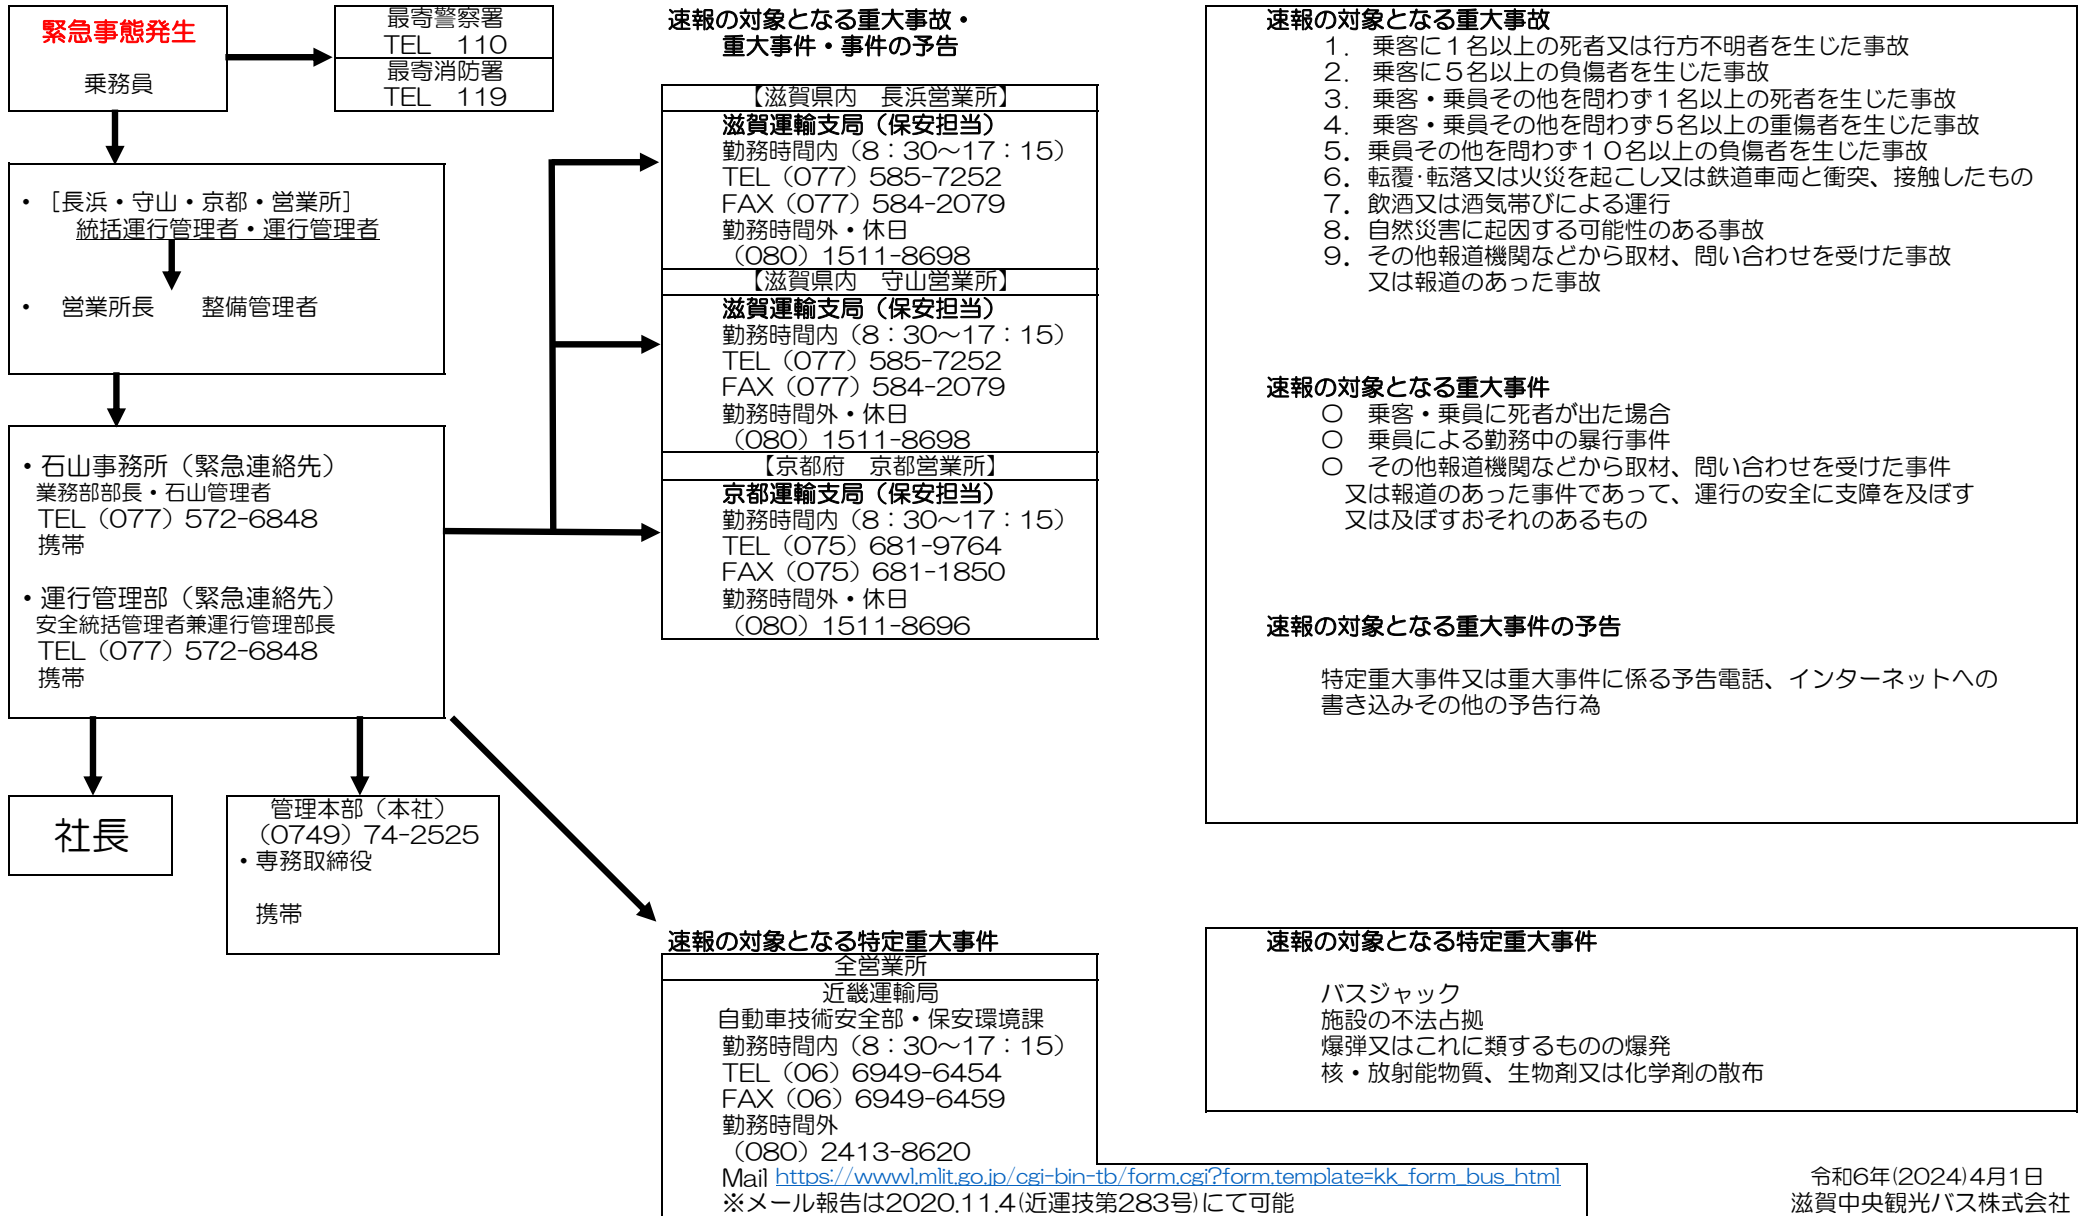 緊急事態発生
乗務員
最寄警察署
TEL　110
最寄消防署
TEL　119
・［長浜・守山・京都・営業所］
統括運行管理者・運行管理者
・　営業所長　　整備管理者
・石山事務所（緊急連絡先）
業務部部長・石山管理者
TEL（077）572-6848
携帯
・運行管理部（緊急連絡先）
安全統括管理者兼運行管理部長
TEL（077）572-6848
携帯
社長
管理本部（本社）
（0749）74-2525
・専務取締役
携帯
速報の対象となる重大事故・
重大事件・事件の予告
【滋賀県内　長浜営業所】
滋賀運輸支局（保安担当）
勤務時間内（8：30～17：15）
TEL（077）585-7252
FAX（077）584-2079
勤務時間外・休日
（080）1511-8698
【滋賀県内　守山営業所】
滋賀運輸支局（保安担当）
勤務時間内（8：30～17：15）
TEL（077）585-7252
FAX（077）584-2079
勤務時間外・休日
（080）1511-8698
【京都府　京都営業所】
京都運輸支局（保安担当）
勤務時間内（8：30～17：15）
TEL（075）681-9764
FAX（075）681-1850
勤務時間外・休日
（080）1511-8696
速報の対象となる特定重大事件
全営業所
近畿運輸局
自動車技術安全部・保安環境課
勤務時間内（8：30～17：15）
TEL（06）6949-6454
FAX（06）6949-6459
勤務時間外
（080）2413-8620
Mail https://www1.mlit.go.jp/cgi-bin-tb/form.cgi?form.template=kk_form_bus_html
※メール報告は2020.11.4(近運技第283号)にて可能
速報の対象となる重大事故
１．乗客に１名以上の死者又は行方不明者を生じた事故
２．乗客に５名以上の負傷者を生じた事故
３．乗客・乗員その他を問わず１名以上の死者を生じた事故
４．乗客・乗員その他を問わず５名以上の重傷者を生じた事故
５．乗員その他を問わず１０名以上の負傷者を生じた事故
６．転覆･転落又は火災を起こし又は鉄道車両と衝突、接触したもの
７．飲酒又は酒気帯びによる運行
８．自然災害に起因する可能性のある事故
９．その他報道機関などから取材、問い合わせを受けた事故
又は報道のあった事故
速報の対象となる重大事件
○　乗客・乗員に死者が出た場合
○　乗員による勤務中の暴行事件
○　その他報道機関などから取材、問い合わせを受けた事件
又は報道のあった事件であって、運行の安全に支障を及ぼす
又は及ぼすおそれのあるもの
速報の対象となる重大事件の予告
特定重大事件又は重大事件に係る予告電話、インターネットへの
書き込みその他の予告行為
速報の対象となる特定重大事件
バスジャック
施設の不法占拠
爆弾又はこれに類するものの爆発
核・放射能物質、生物剤又は化学剤の散布
令和6年(2024)4月1日
滋賀中央観光バス株式会社